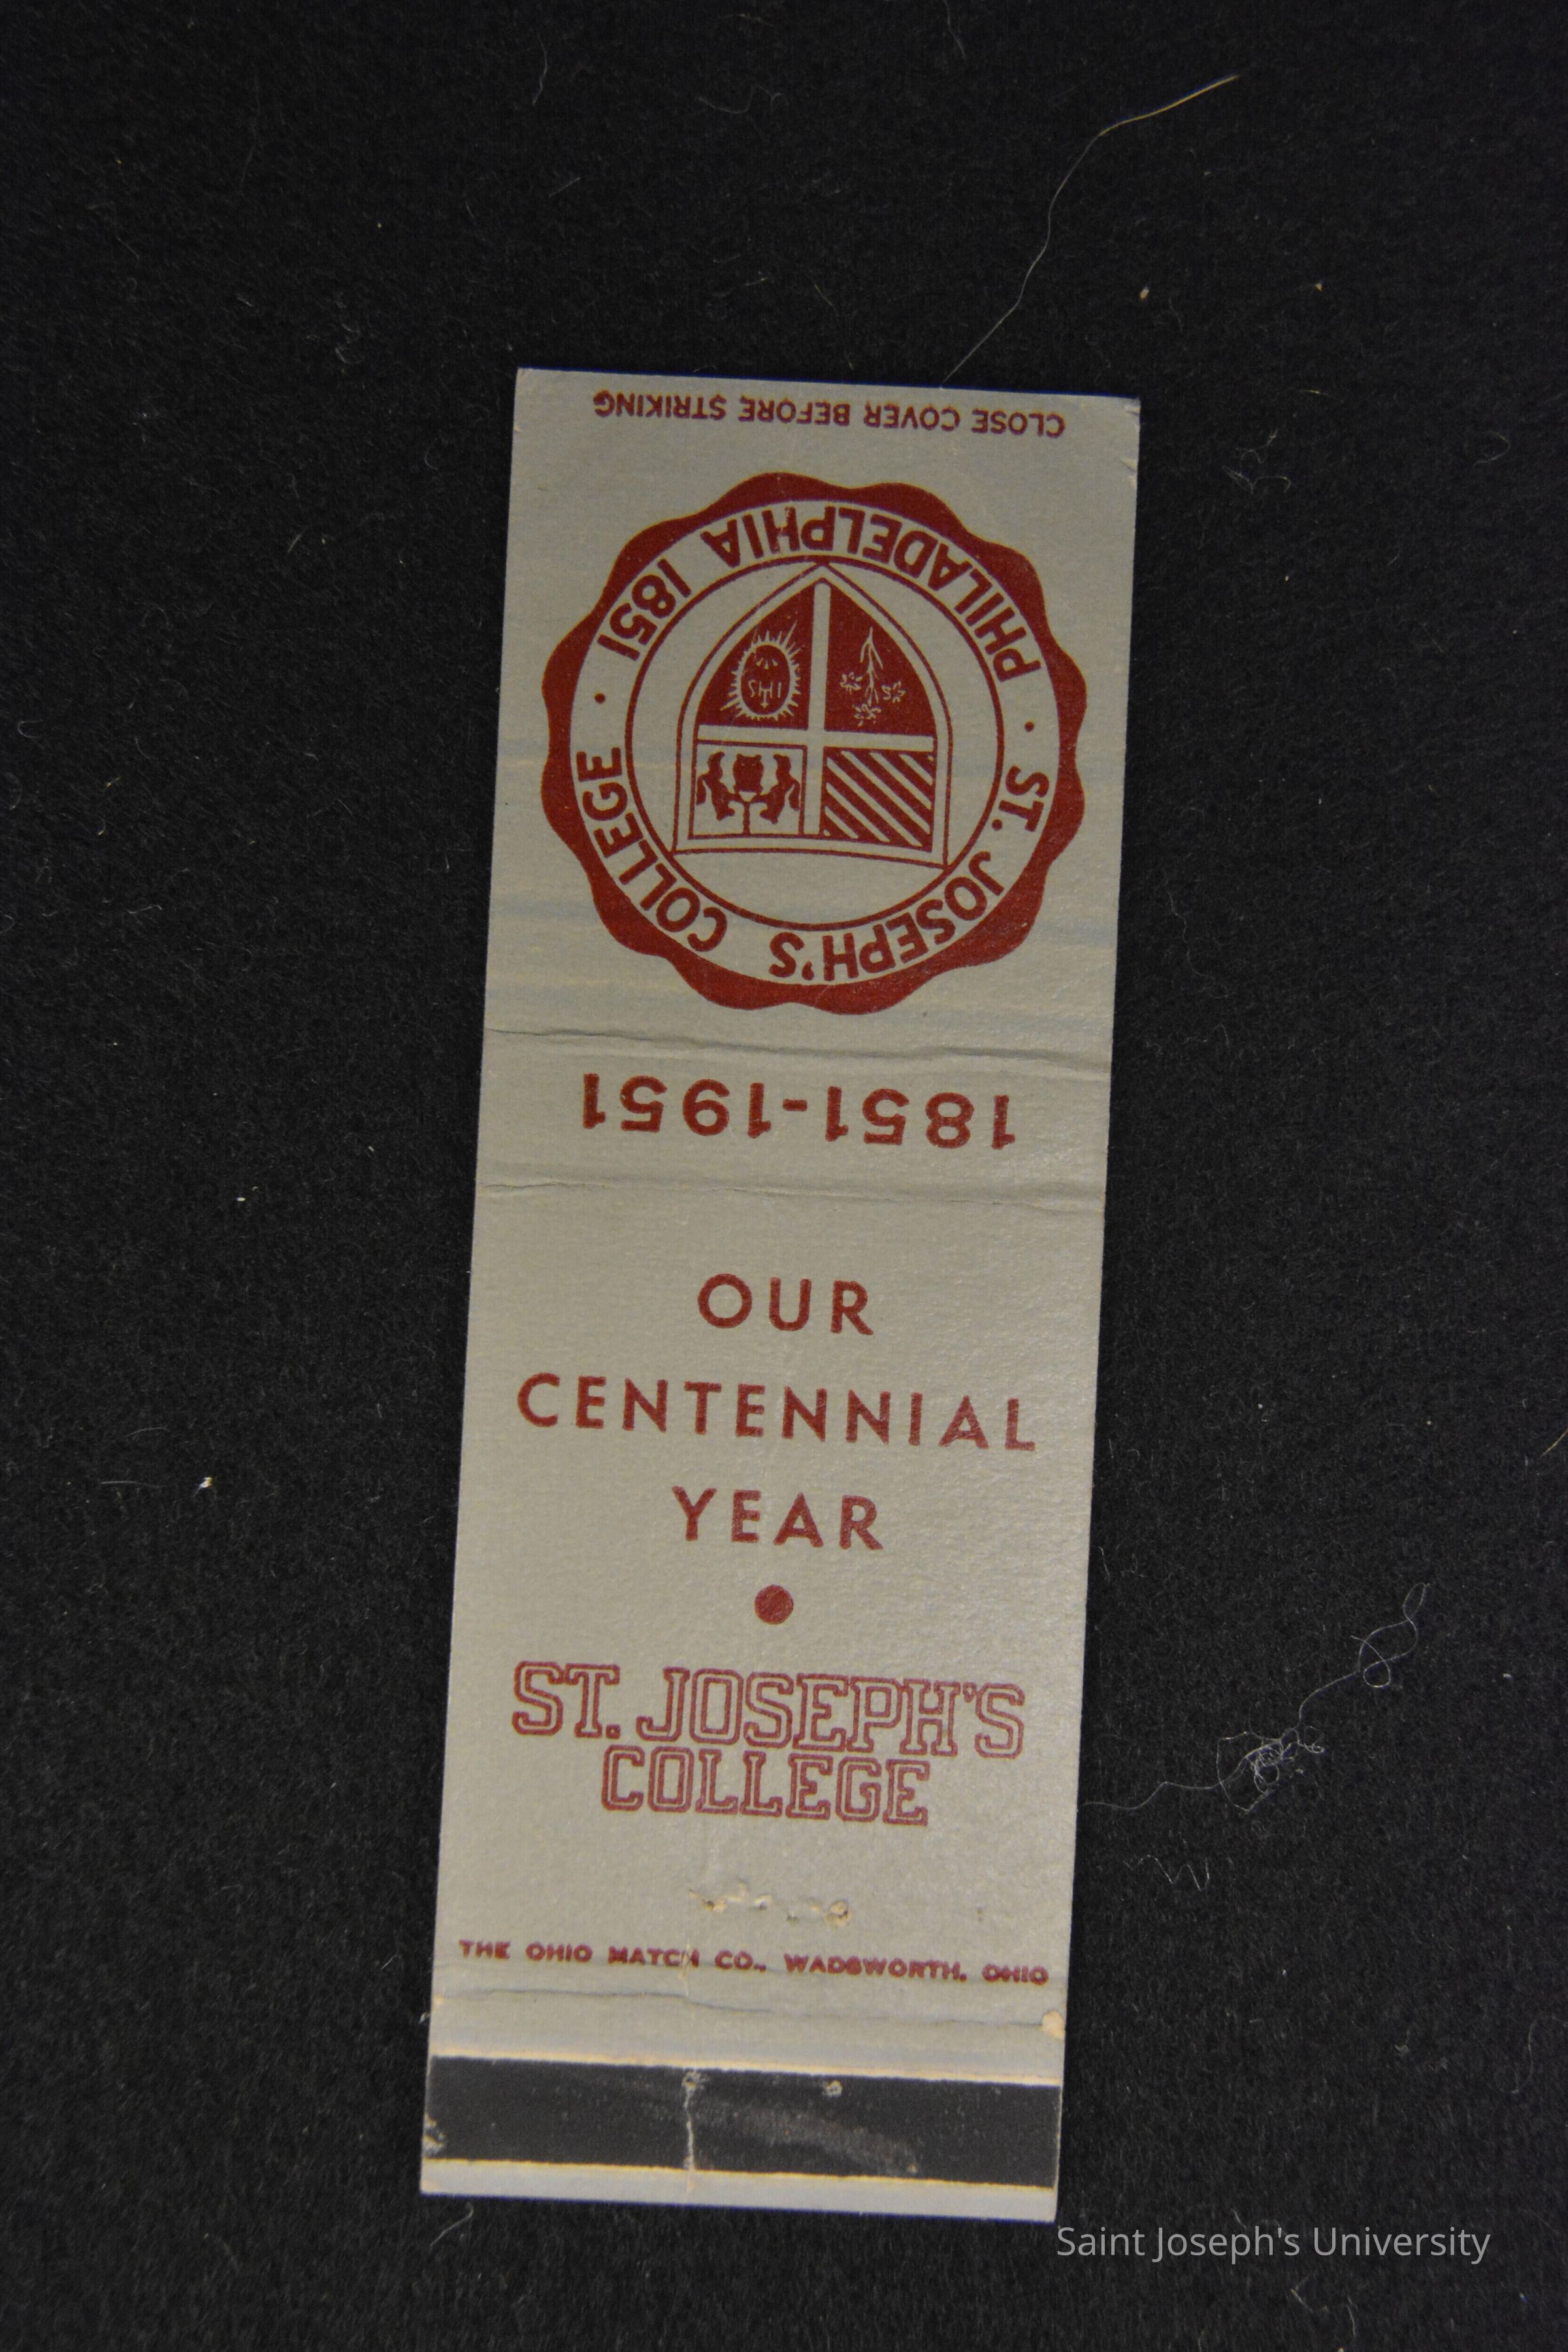 CLOSE COVER BEFORE STRIKING
ST. JOSEPH'S COLLEGE · PHILADELPHIA 1851 ·
IHS
1851-1951
OUR
CENTENNIAL
YEAR
ST. JOSEPH'S
COLLEGE
THE OHIO MATCH CO., WADSWORTH, OHIO
Saint Joseph's University